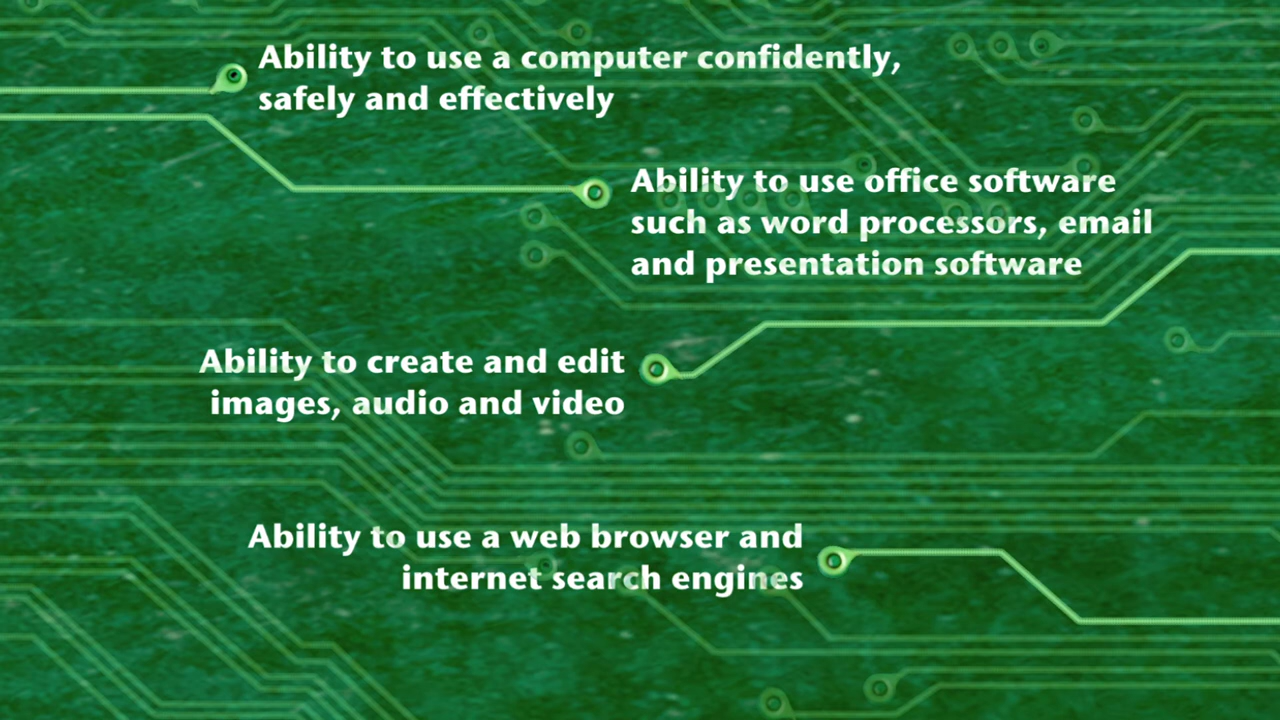 Ability to use a computer confidently,
safely and effectively
Ability to use office software
such as word processors, email
and presentation software
Ability to create and edit
images, audio and video
Ability to use a web browser and
internet search engines